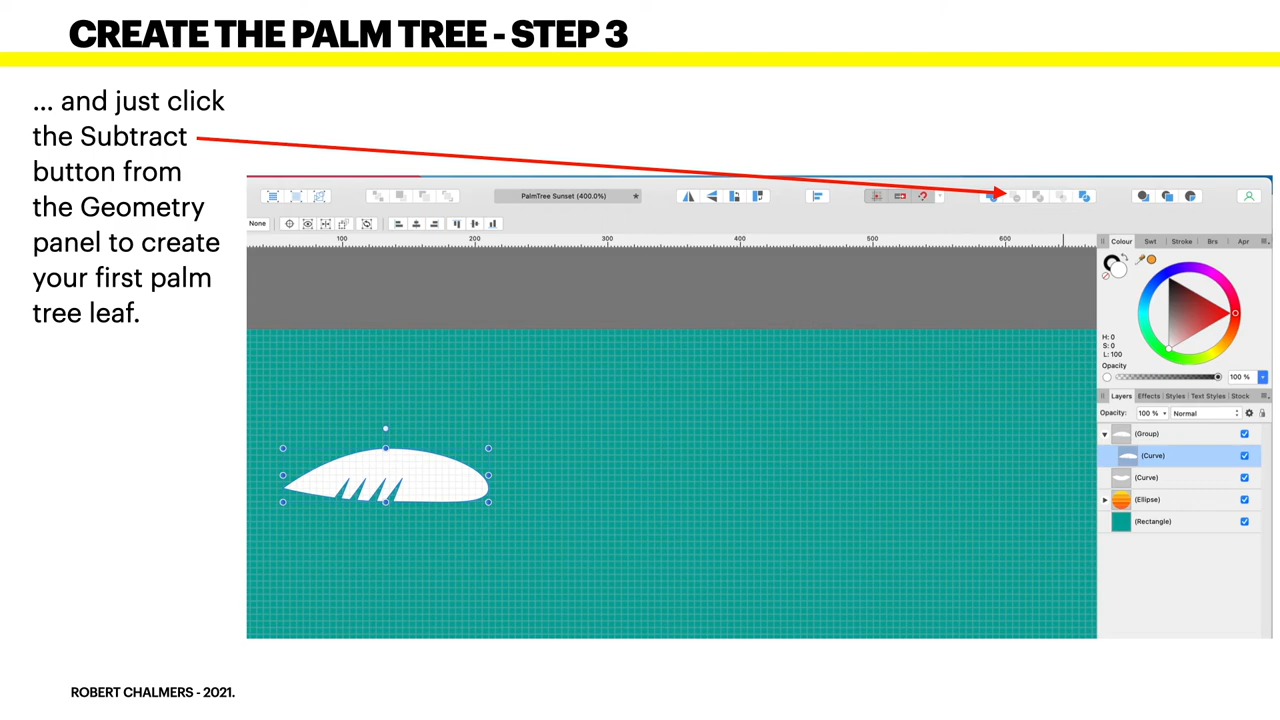 CREATE THE PALM TREE - STEP 3
... and just click
the Subtract
button from
the Geometry
panel to create
your first palm
tree leaf.
PalmTree Sunset (400.0%)
None
100 200 300 400 500 600
Colour Swt Stroke Brs Apr
H: 0
S: 0
L: 100
Opacity
100 %
Layers Effects Styles Text Styles Stock
Opacity: 100 % Normal
(Group)
(Curve)
(Curve)
(Ellipse)
(Rectangle)
ROBERT CHALMERS - 2021.